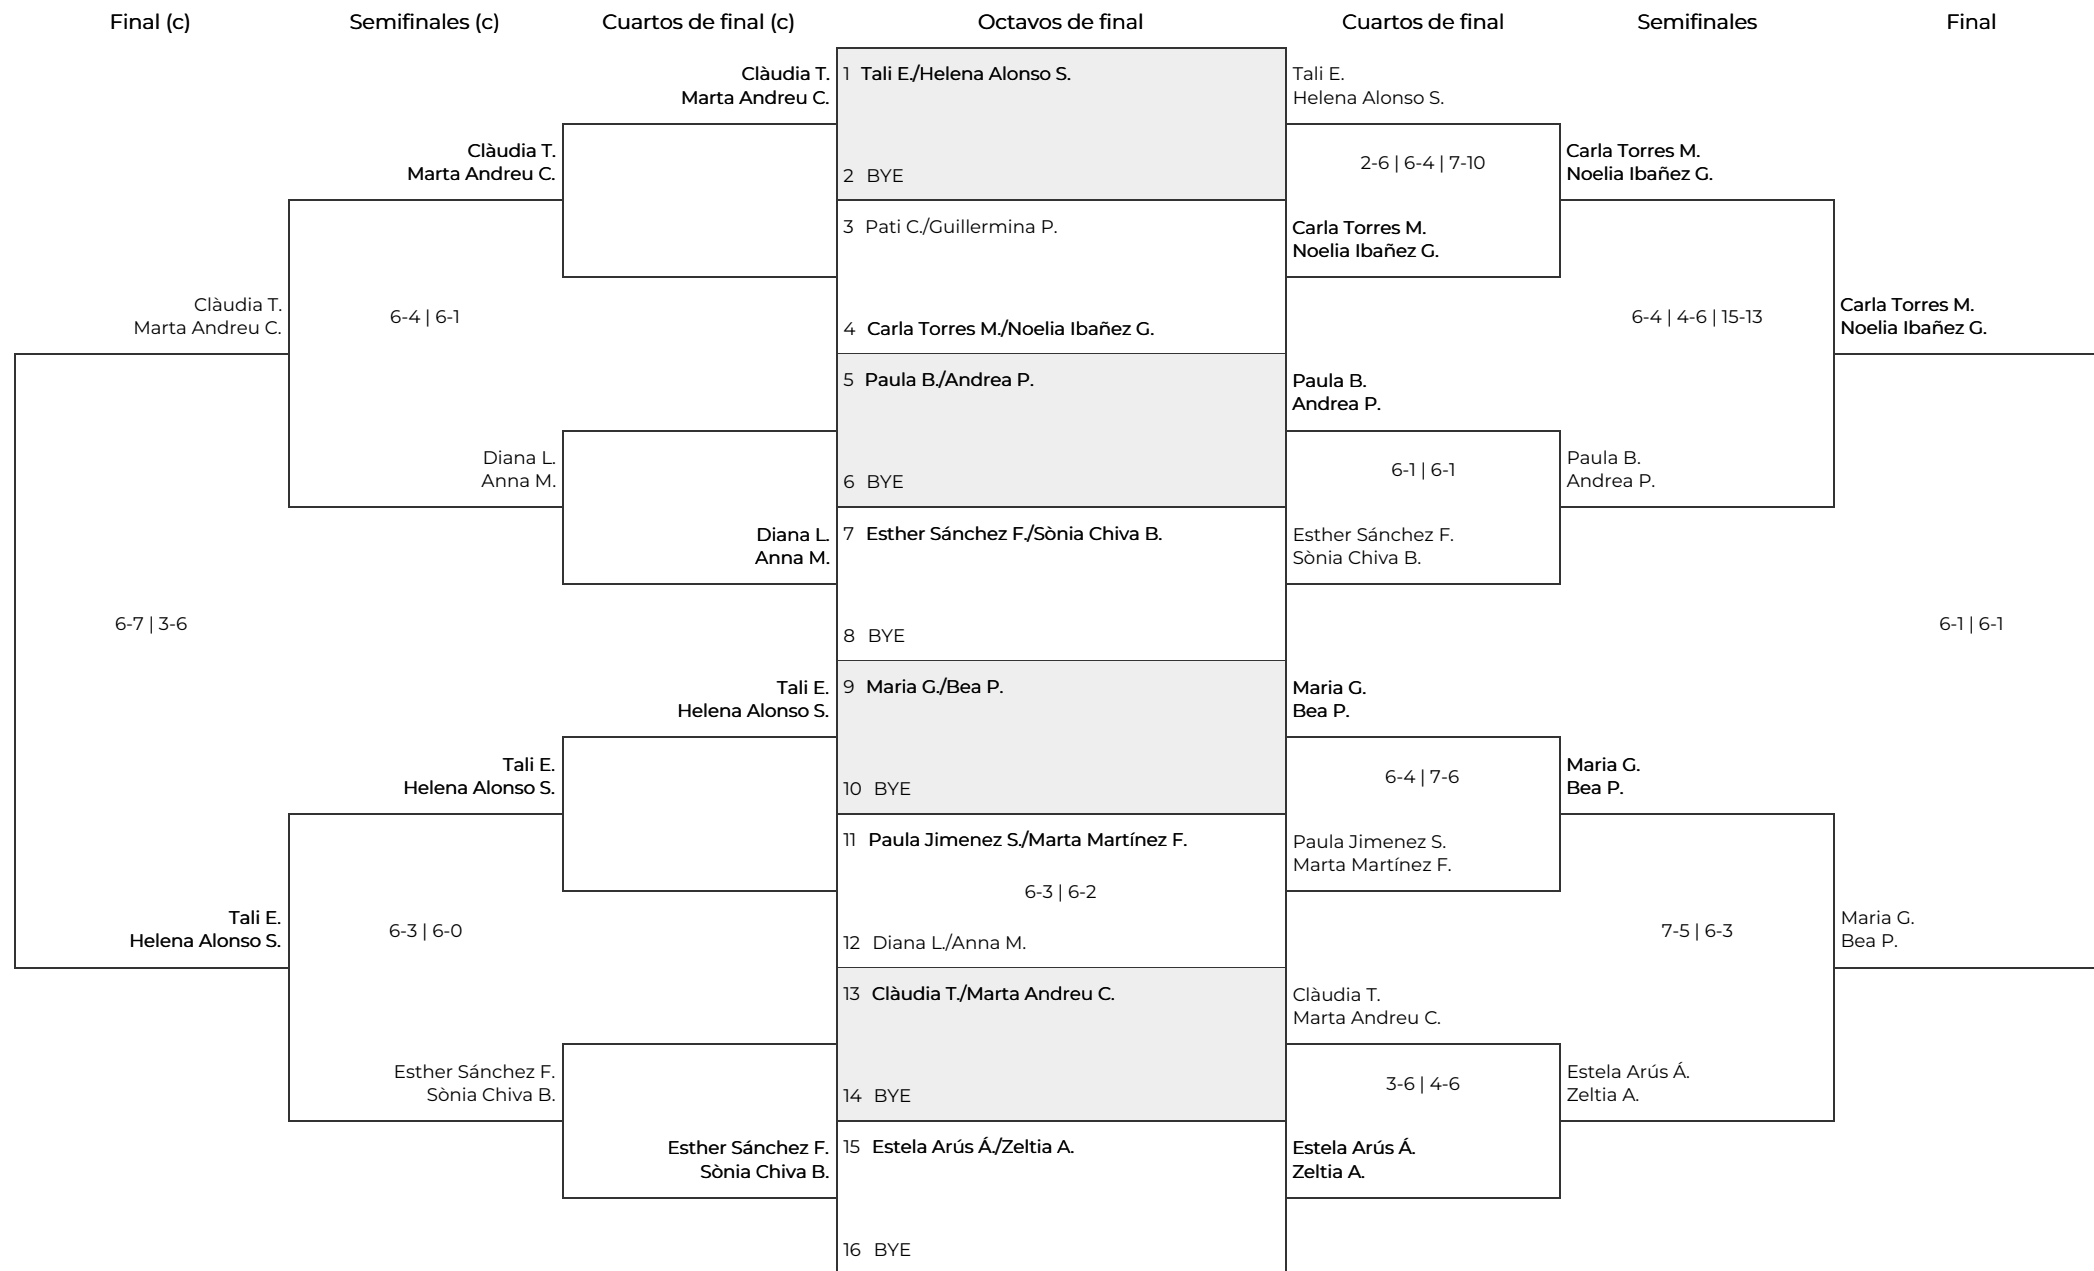 Final (c)
Semifinales (c)
Cuartos de final (c)
Octavos de final
Cuartos de final
Semifinales
Final
Clàudia T.
Marta Andreu C.
6-7 | 3-6
Tali E.
Helena Alonso S.
Clàudia T.
Marta Andreu C.
6-4 | 6-1
Diana L.
Anna M.
Tali E.
Helena Alonso S.
6-3 | 6-0
Esther Sánchez F.
Sònia Chiva B.
Clàudia T.
Marta Andreu C.
Diana L.
Anna M.
Tali E.
Helena Alonso S.
Esther Sánchez F.
Sònia Chiva B.
1 Tali E./Helena Alonso S.
2 BYE
3 Pati C./Guillermina P.
4 Carla Torres M./Noelia Ibañez G.
5 Paula B./Andrea P.
6 BYE
7 Esther Sánchez F./Sònia Chiva B.
8 BYE
9 Maria G./Bea P.
10 BYE
11 Paula Jimenez S./Marta Martínez F.
6-3 | 6-2
12 Diana L./Anna M.
13 Clàudia T./Marta Andreu C.
14 BYE
15 Estela Arús Á./Zeltia A.
16 BYE
Tali E.
Helena Alonso S.
2-6 | 6-4 | 7-10
Carla Torres M.
Noelia Ibañez G.
Paula B.
Andrea P.
6-1 | 6-1
Esther Sánchez F.
Sònia Chiva B.
Maria G.
Bea P.
6-4 | 7-6
Paula Jimenez S.
Marta Martínez F.
Clàudia T.
Marta Andreu C.
3-6 | 4-6
Estela Arús Á.
Zeltia A.
Carla Torres M.
Noelia Ibañez G.
6-4 | 4-6 | 15-13
Paula B.
Andrea P.
Maria G.
Bea P.
7-5 | 6-3
Estela Arús Á.
Zeltia A.
Carla Torres M.
Noelia Ibañez G.
6-1 | 6-1
Maria G.
Bea P.